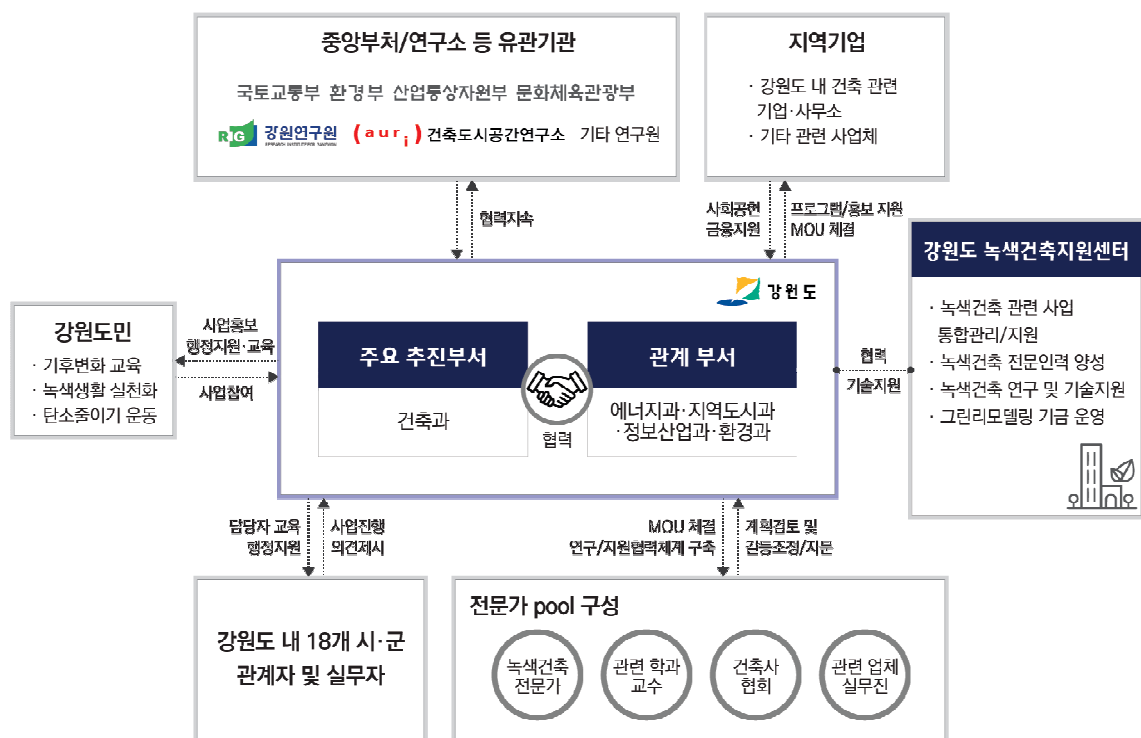 중앙부처/연구소 등 유관기관
국토교통부 환경부 산업통상자원부 문화체육관광부
RIG 강원연구원 (auri) 건축도시공간연구소 기타 연구원
지역기업
· 강원도 내 건축 관련
기업·사무소
· 기타 관련 사업체
협력지속
사회공헌
금융지원
프로그램/홍보 지원
MOU 체결
강원도 녹색건축지원센터
· 녹색건축 관련 사업
통합관리/지원
· 녹색건축 전문인력 양성
· 녹색건축 연구 및 기술지원
· 그린리모델링 기금 운영
강원도
강원도민
· 기후변화 교육
· 녹색생활 실천화
· 탄소줄이기 운동
사업홍보
행정지원·교육
사업참여
주요 추진부서
건축과
협력
관계 부서
에너지과·지역도시과
·정보산업과·환경과
협력
기술지원
담당자 교육
행정지원
사업진행
의견제시
MOU 체결
연구/지원협력체계 구축
계획검토 및
갈등조정/자문
강원도 내 18개 시·군
관계자 및 실무자
전문가 pool 구성
녹색건축
전문가
관련 학과
교수
건축사
협회
관련 업체
실무진